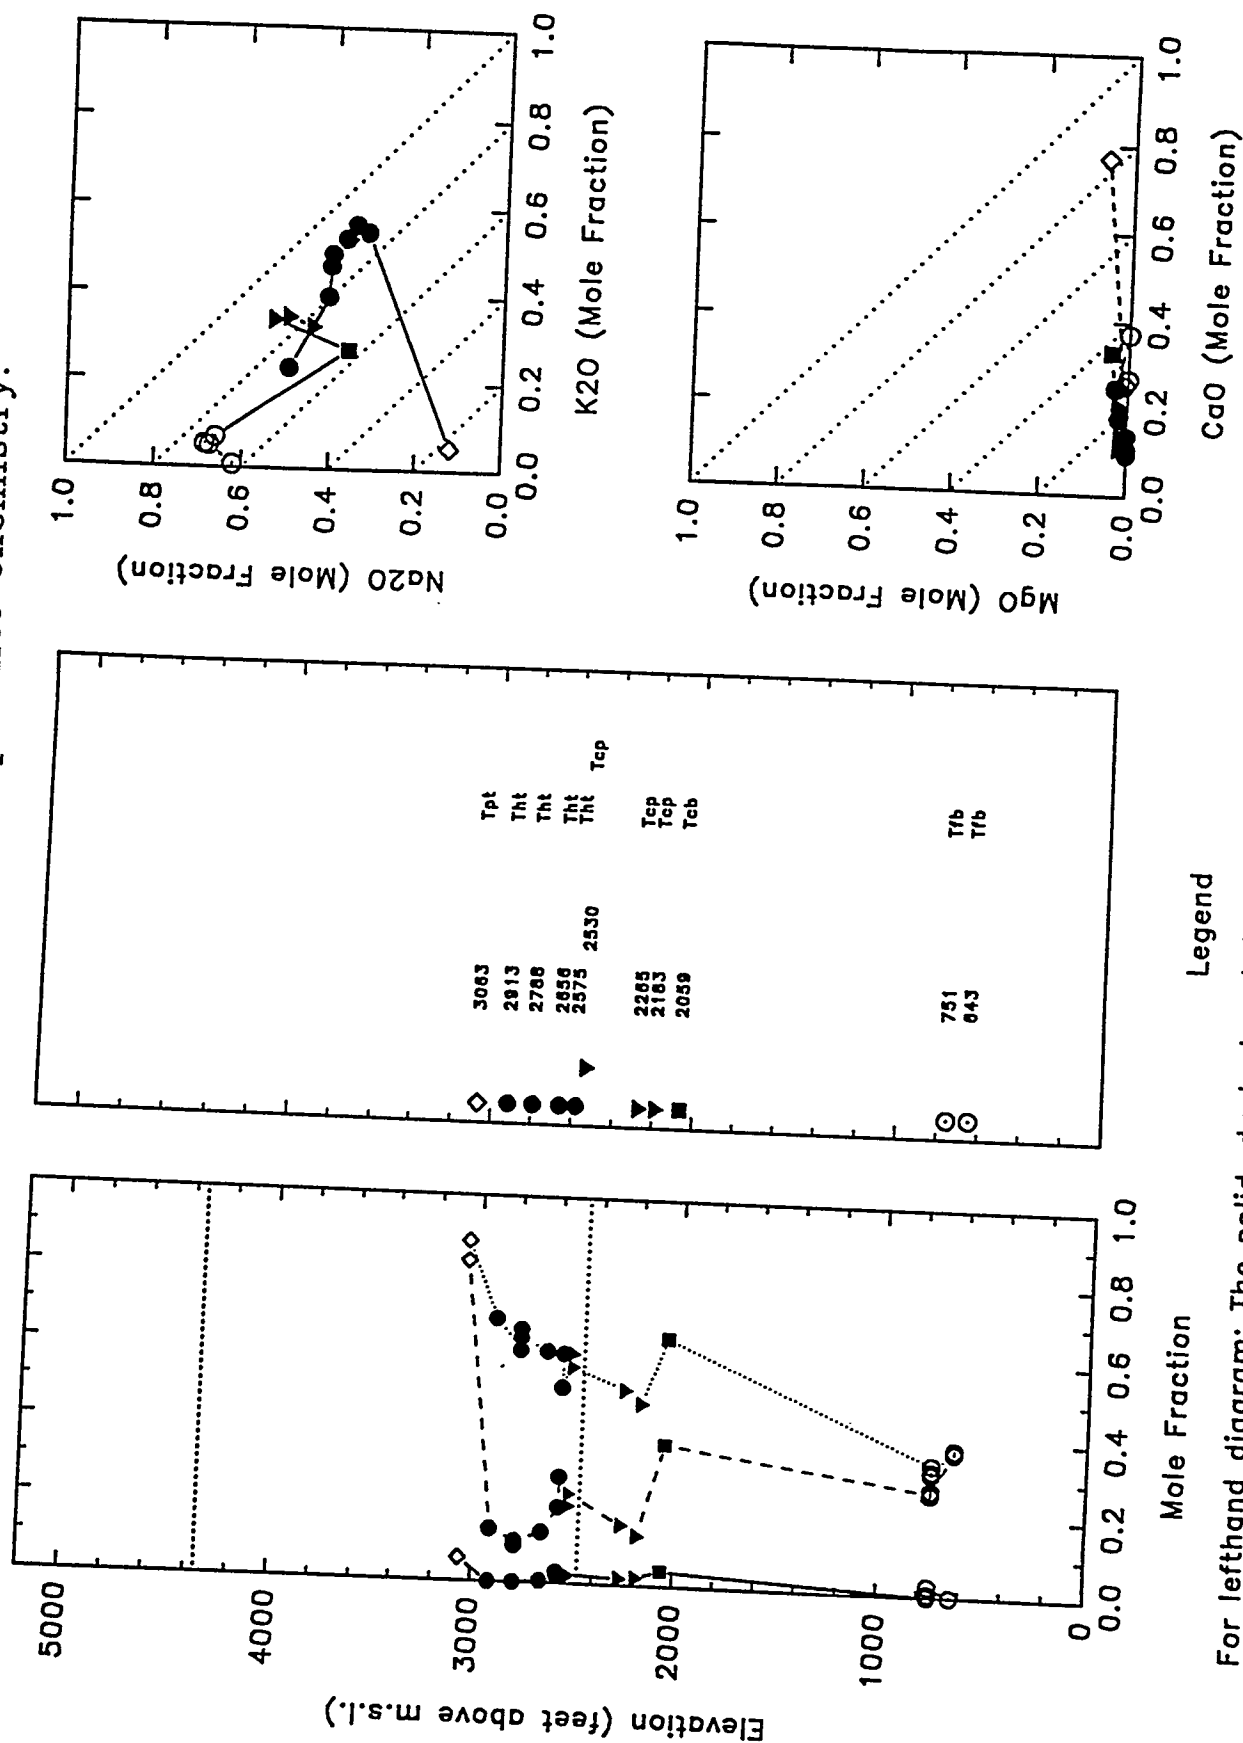 chemistry.
Elevation (feet above m.s.l.)
5000
4000
3000
2000
1000
0
0.0
0.2
0.4
0.6
0.8
1.0
Mole Fraction
3063 Tpt
2913 Tht
2788 Tht
2656 Tht
2575 Tht
2530 Tcp
2265 Tcp
2163 Tcp
2059 Tcb
751 Tfb
643 Tfb
Na2O (Mole Fraction)
1.0
0.8
0.6
0.4
0.2
0.0
0.0
0.2
0.4
0.6
0.8
1.0
K2O (Mole Fraction)
MgO (Mole Fraction)
1.0
0.8
0.6
0.4
0.2
0.0
0.0
0.2
0.4
0.6
0.8
1.0
CaO (Mole Fraction)
Legend
For lefthand diagram: The solid